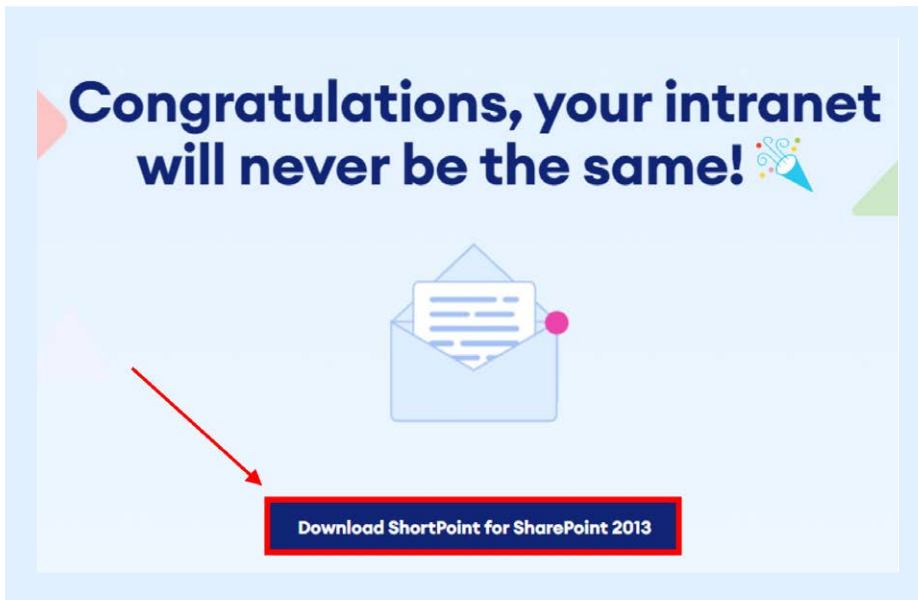 Congratulations, your intranet
will never be the same!
Download ShortPoint for SharePoint 2013